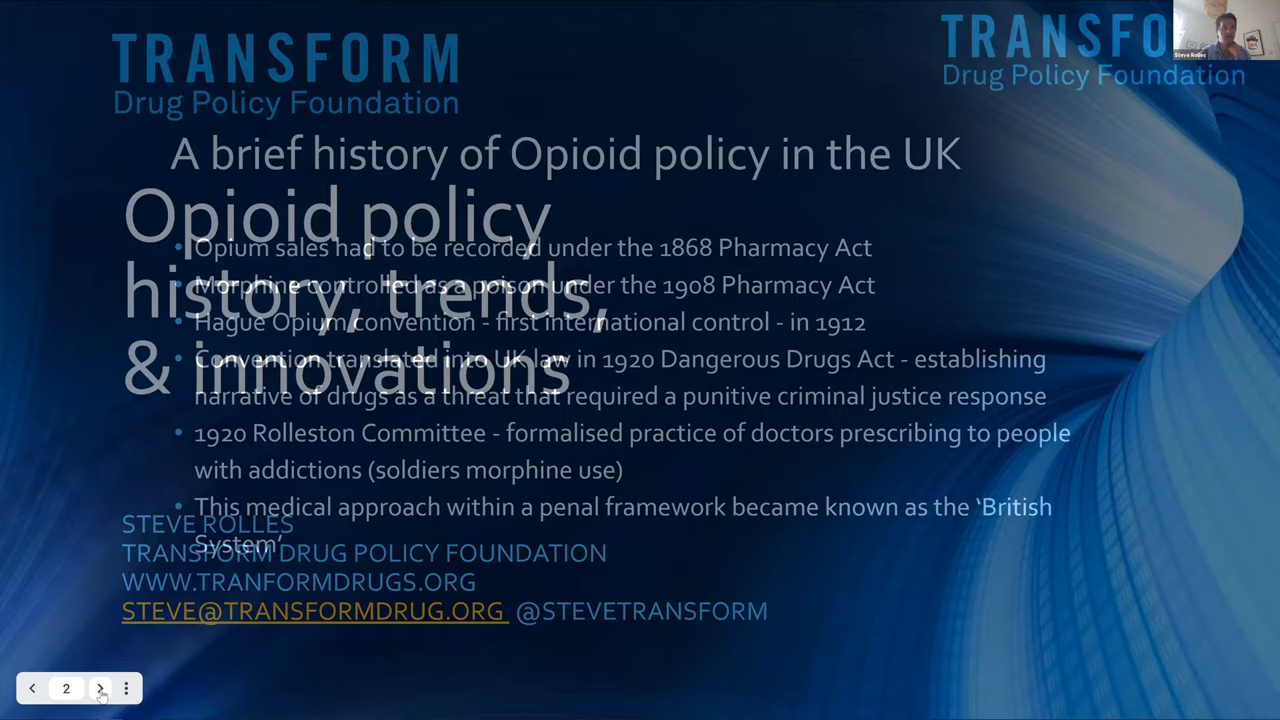 TRANSFORM
Drug Policy Foundation
TRANSFO
Drug Policy Foundation
Steve Rolles
A brief history of Opioid policy in the UK
Opioid policy
history, trends,
& innovations
• Opium sales had to be recorded under the 1868 Pharmacy Act
• Morphine controlled as a poison under the 1908 Pharmacy Act
• Hague Opium convention - first international control - in 1912
• Convention translated into UK law in 1920 Dangerous Drugs Act - establishing
narrative of drugs as a threat that required a punitive criminal justice response
• 1920 Rolleston Committee - formalised practice of doctors prescribing to people
with addictions (soldiers morphine use)
• This medical approach within a penal framework became known as the ‘British
System’
STEVE ROLLES
TRANSFORM DRUG POLICY FOUNDATION
WWW.TRANFORMDRUGS.ORG
STEVE@TRANSFORMDRUG.ORG @STEVETRANSFORM
2